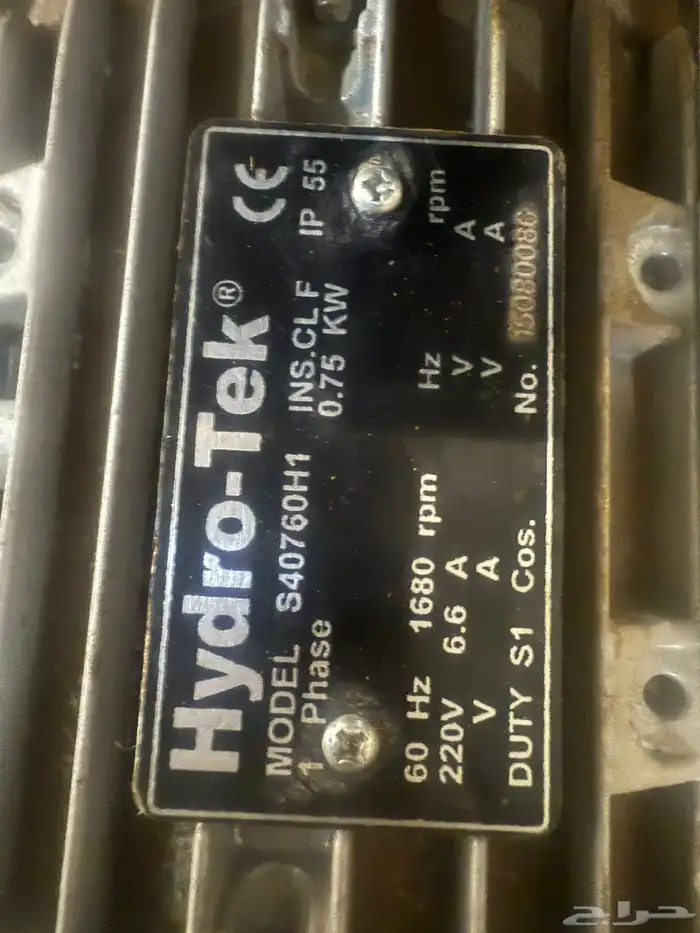 Hydro-Tek® CE
MODEL S40760H1 INS.CL F IP 55
1 Phase 0.75 KW
60 Hz 1680 rpm Hz rpm
220V 6.6 A V A
V A V A
DUTY S1 Cos. No. 15080086
حراج